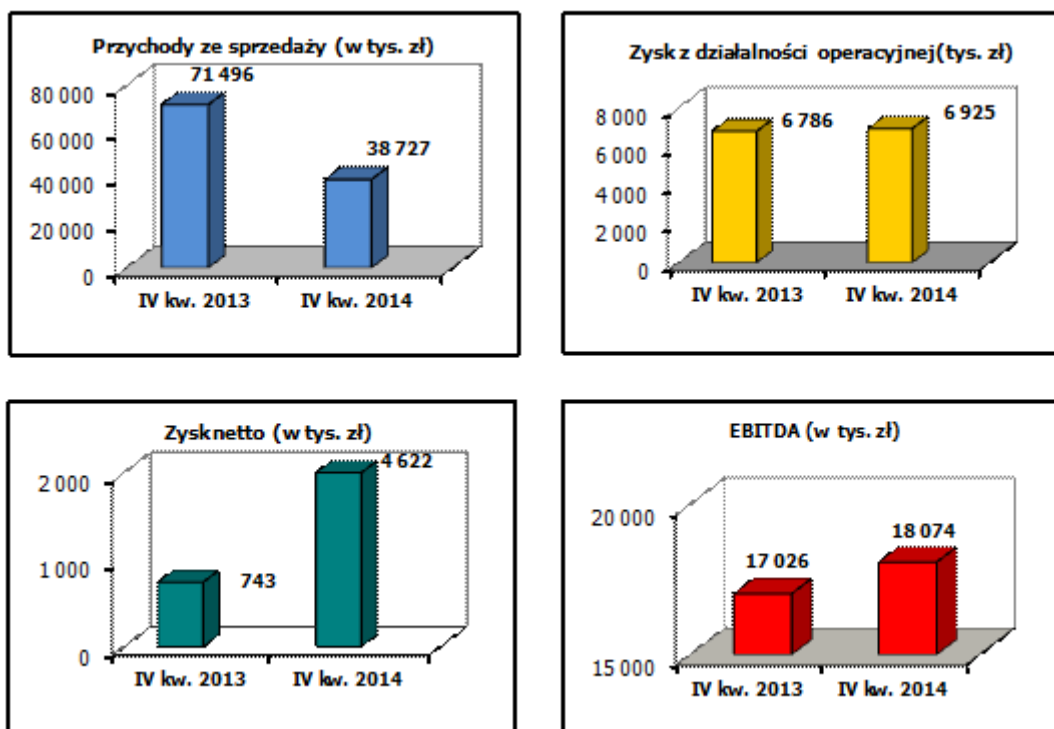 Przychody ze sprzedaży (w tys. zł)
71 496
80 000
60 000
38 727
40 000
20 000
0
IV kw. 2013 IV kw. 2014
Zysk z działalności operacyjnej(tys. zł)
8 000
6 786
6 925
6 000
4 000
2 000
0
IV kw. 2013 IV kw. 2014
Zysknetto (w tys. zł)
4 622
2 000
1 000
743
0
IV kw. 2013 IV kw. 2014
EBITDA (w tys. zł)
20 000
18 074
17 026
15 000
IV kw. 2013 IV kw. 2014